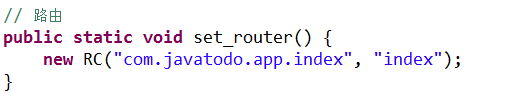 // 路由
public static void set_router() {
    new RC("com.javatodo.app.index", "index");
}